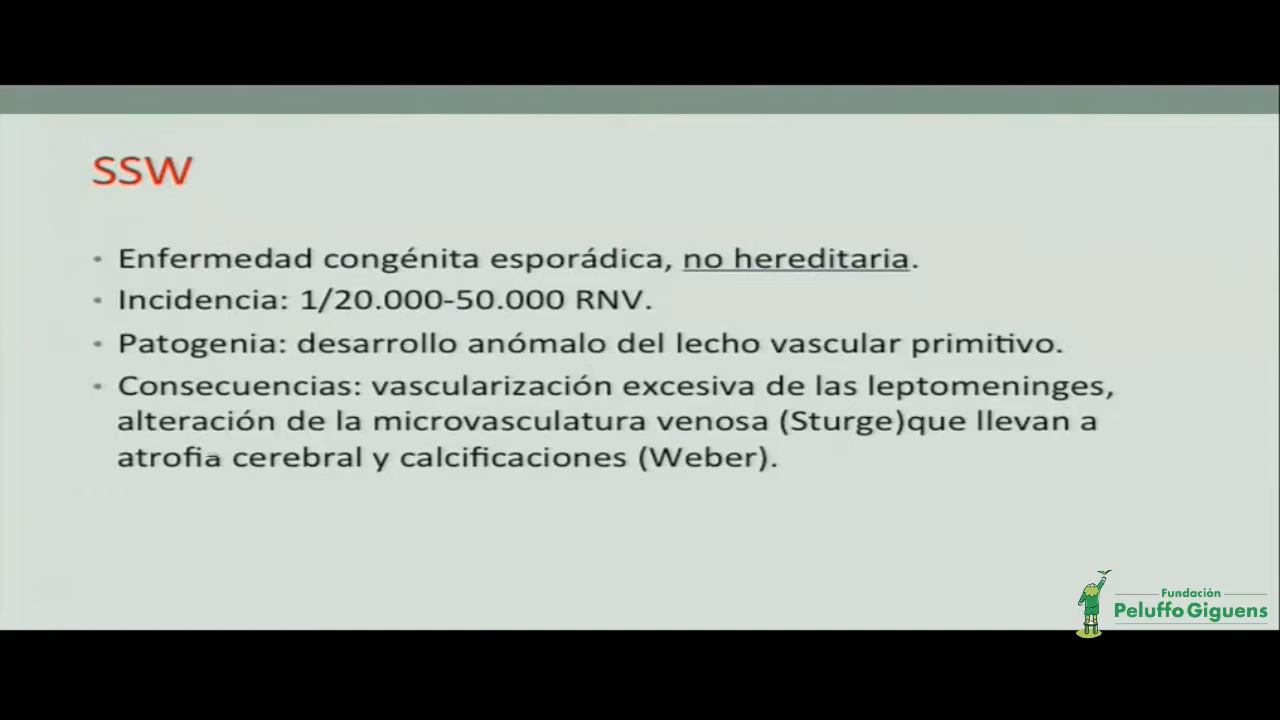 SSW
• Enfermedad congénita esporádica, no hereditaria.
• Incidencia: 1/20.000-50.000 RNV.
• Patogenia: desarrollo anómalo del lecho vascular primitivo.
• Consecuencias: vascularización excesiva de las leptomeninges,
alteración de la microvasculatura venosa (Sturge)que llevan a
atrofia cerebral y calcificaciones (Weber).
Fundación
Peluffo Giguens